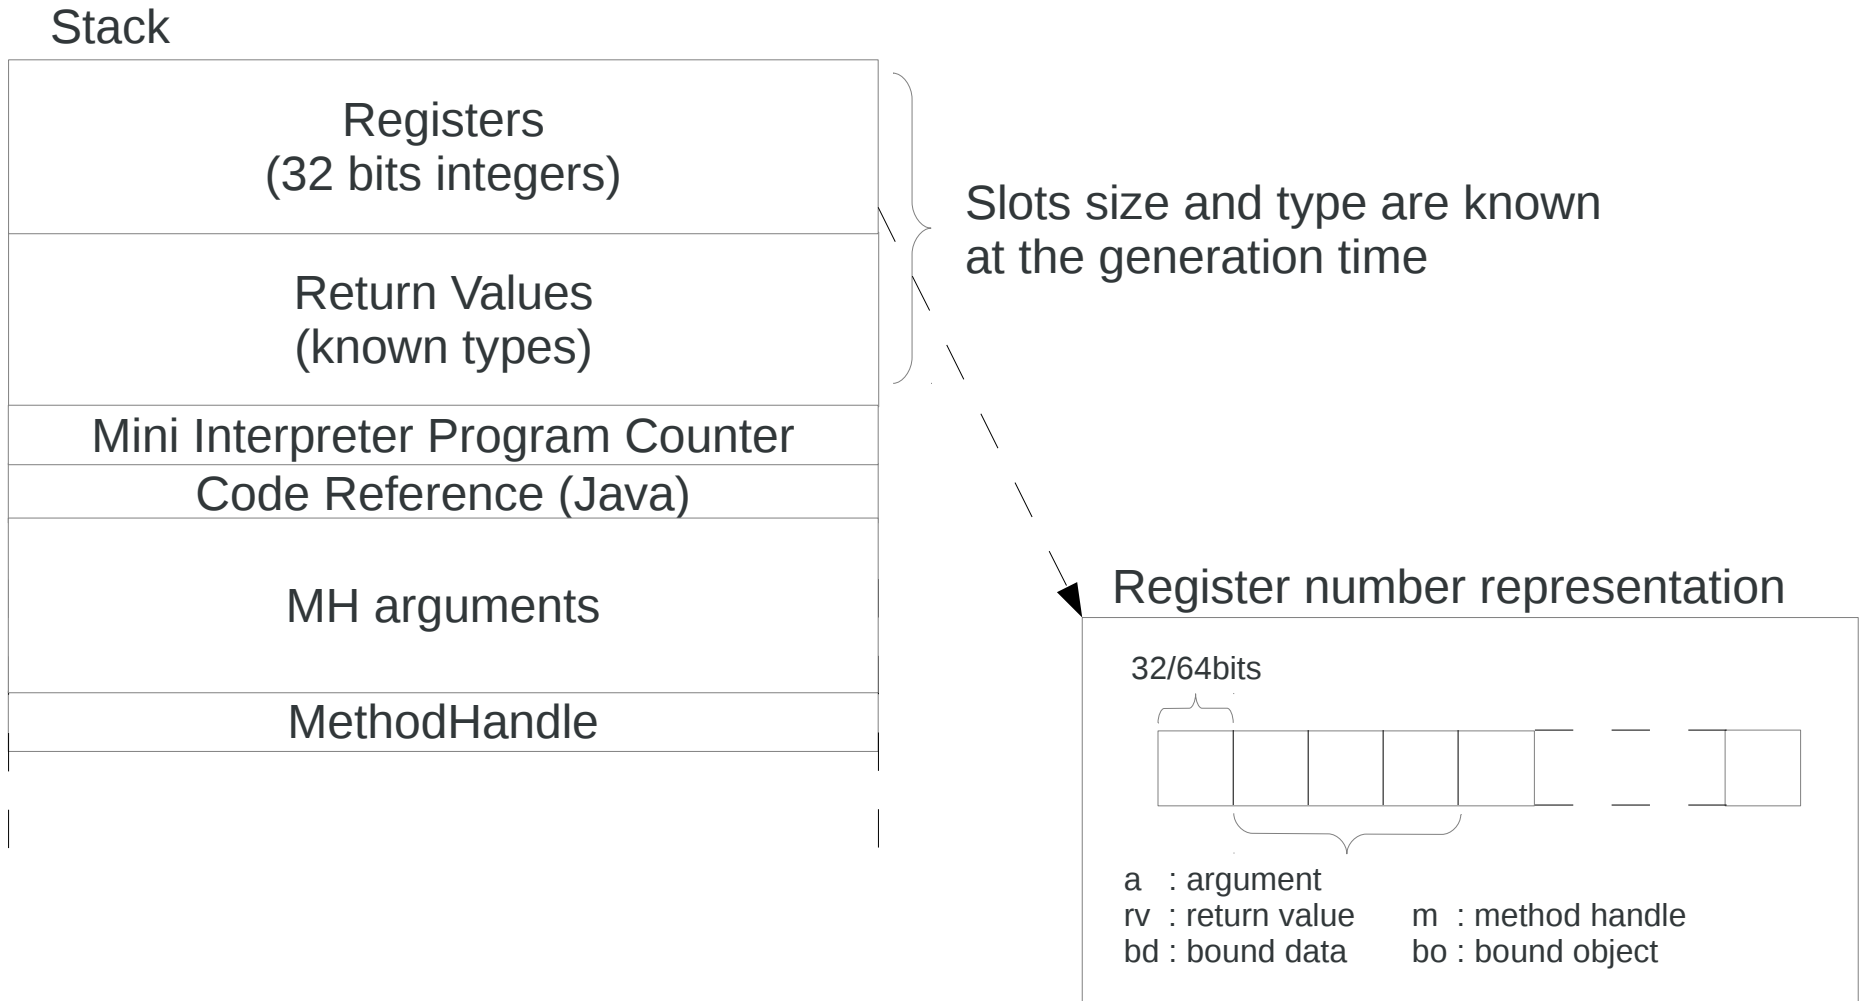 Stack
Registers
(32 bits integers)
Return Values
(known types)
Mini Interpreter Program Counter
Code Reference (Java)
MH arguments
MethodHandle
Slots size and type are known
at the generation time
Register number representation
32/64bits
a : argument
rv : return value m : method handle
bd : bound data bo : bound object